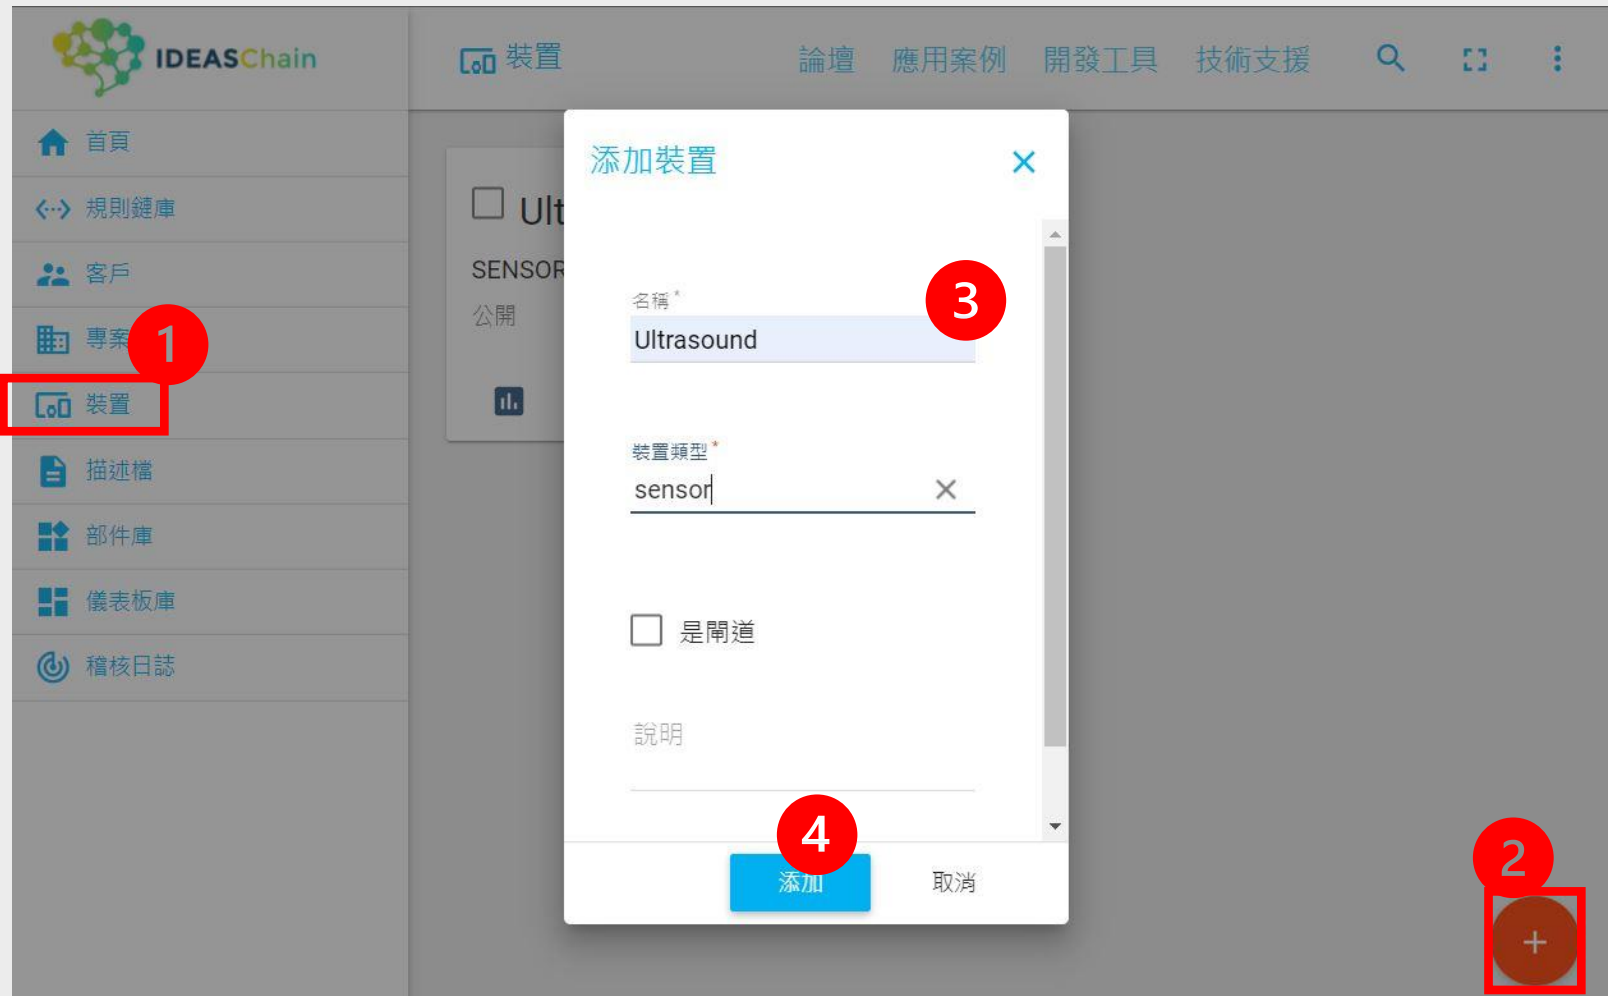 IDEASChain
裝置
論壇
應用案例
開發工具
技術支援
首頁
規則鏈庫
客戶
專案
1
裝置
描述檔
部件庫
儀表板庫
稽核日誌
Ult
SENSOR
公開
添加裝置
3
名稱*
Ultrasound
裝置類型*
sensor
是閘道
說明
4
添加
取消
2